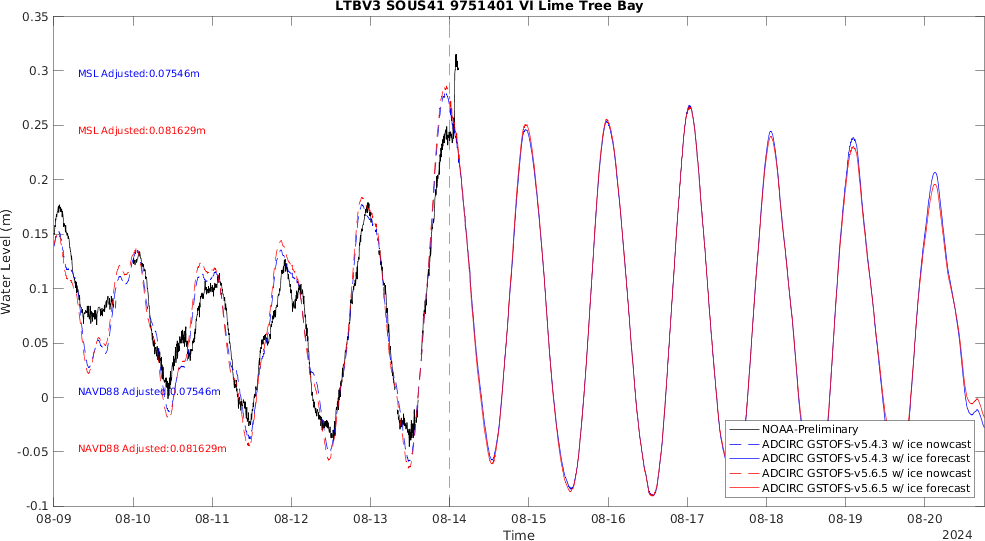 LTBV3 SOUS41 9751401 VI Lime Tree Bay
0.35
0.3
0.25
0.2
0.15
0.1
0.05
0
-0.05
-0.1
Water Level (m)
MSL Adjusted:0.07546m
MSL Adjusted:0.081629m
NAVD88 Adjusted:0.07546m
NAVD88 Adjusted:0.081629m
NOAA-Preliminary
ADCIRC GSTOFS-v5.4.3 w/ ice nowcast
ADCIRC GSTOFS-v5.4.3 w/ ice forecast
ADCIRC GSTOFS-v5.6.5 w/ ice nowcast
ADCIRC GSTOFS-v5.6.5 w/ ice forecast
08-09 08-10 08-11 08-12 08-13 08-14 08-15 08-16 08-17 08-18 08-19 08-20
Time
2024